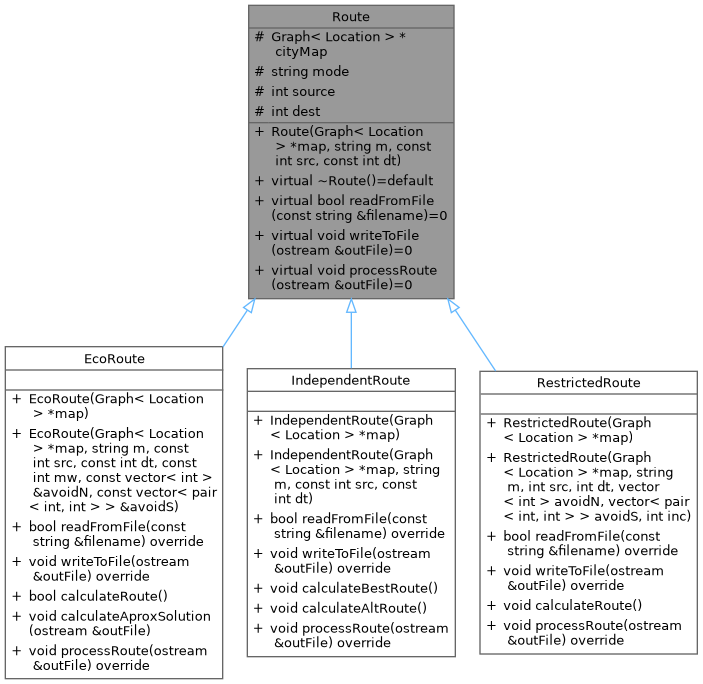 Route
# Graph< Location > *
cityMap
# string mode
# int source
# int dest
+ Route(Graph< Location
> *map, string m, const
int src, const int dt)
+ virtual ~Route()=default
+ virtual bool readFromFile
(const string &filename)=0
+ virtual void writeToFile
(ostream &outFile)=0
+ virtual void processRoute
(ostream &outFile)=0
EcoRoute
+ EcoRoute(Graph< Location
> *map)
+ EcoRoute(Graph< Location
> *map, string m, const
int src, const int dt, const
int mw, const vector< int >
&avoidN, const vector< pair
< int, int > > &avoidS)
+ bool readFromFile(const
string &filename) override
+ void writeToFile(ostream
&outFile) override
+ bool calculateRoute()
+ void calculateAproxSolution
(ostream &outFile)
+ void processRoute(ostream
&outFile) override
IndependentRoute
+ IndependentRoute(Graph
< Location > *map)
+ IndependentRoute(Graph
< Location > *map, string
m, const int src, const
int dt)
+ bool readFromFile(const
string &filename) override
+ void writeToFile(ostream
&outFile) override
+ void calculateBestRoute()
+ void calculateAltRoute()
+ void processRoute(ostream
&outFile) override
RestrictedRoute
+ RestrictedRoute(Graph
< Location > *map)
+ RestrictedRoute(Graph
< Location > *map, string
m, int src, int dt, vector
< int > avoidN, vector< pair
< int, int > > avoidS, int inc)
+ bool readFromFile(const
string &filename) override
+ void writeToFile(ostream
&outFile) override
+ void calculateRoute()
+ void processRoute(ostream
&outFile) override